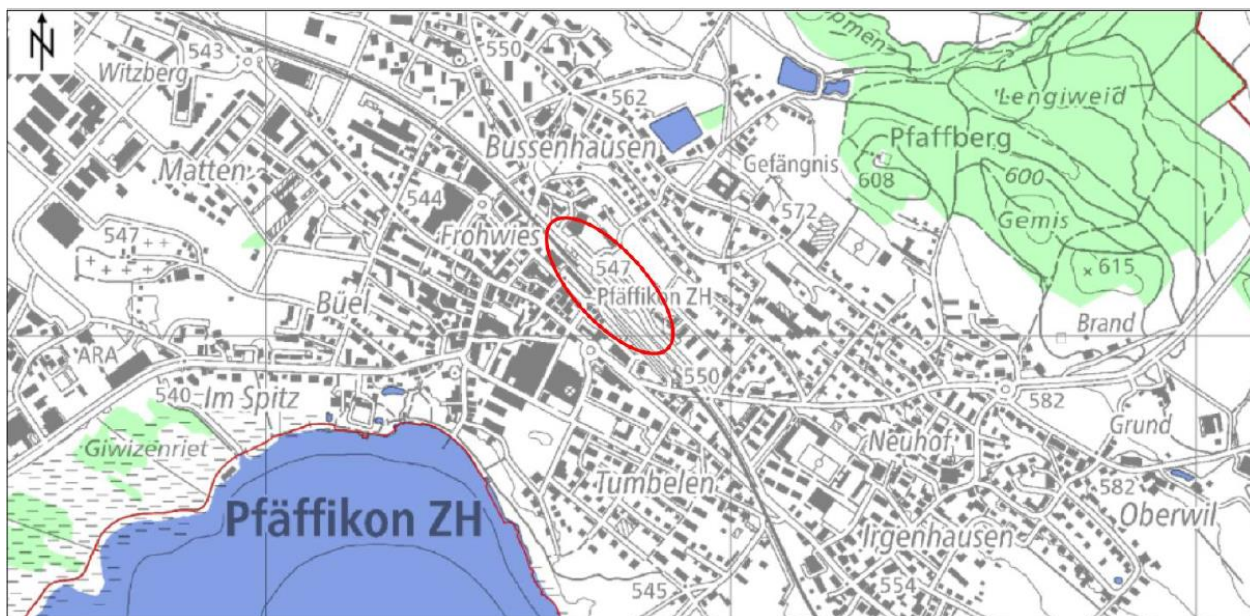 N
543
Witzberg
550
562
Lengiweid
Bussenhausen
Pfaffberg
Matten
Gefängnis
608
600
544
572
Gemis
547
Frohwies
547
615
Pfäffikon ZH
Büel
Brand
ARA
550
540
Im Spitz
582
Grund
Giwizenriet
Neuhof
Tumbelen
582
Pfäffikon ZH
Oberwil
Irgenhausen
545
554